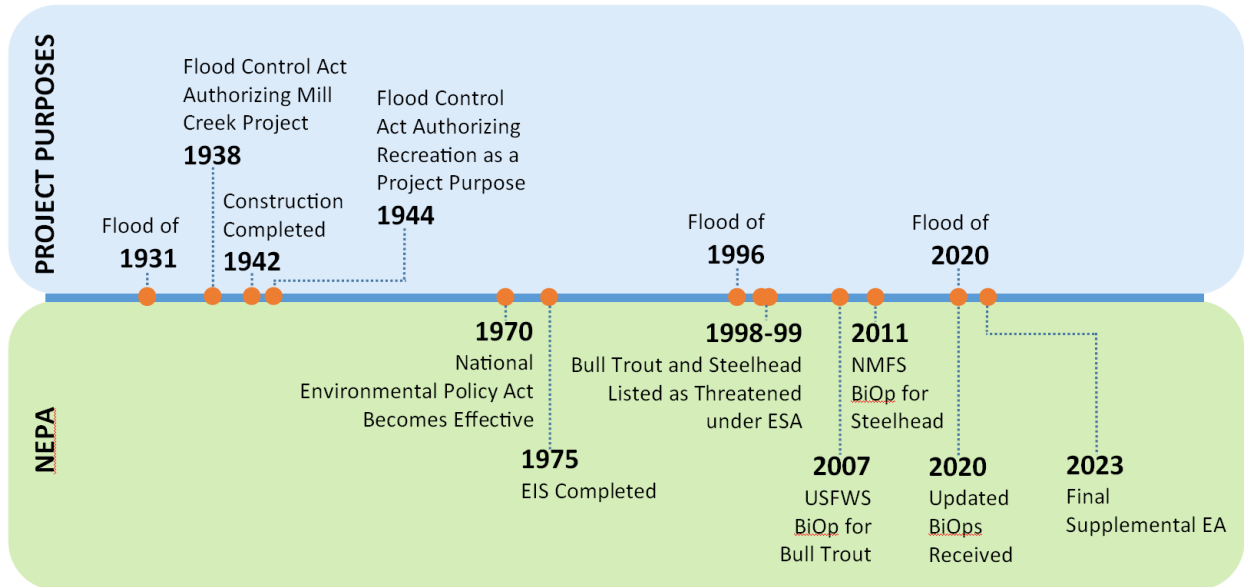 PROJECT PURPOSES
Flood of
1931
Flood Control Act
Authorizing Mill
Creek Project
1938
Construction
Completed
1942
Flood Control
Act Authorizing
Recreation as a
Project Purpose
1944
Flood of
1996
Flood of
2020
NEPA
1970
National
Environmental Policy Act
Becomes Effective
1975
EIS Completed
1998-99
Bull Trout and Steelhead
Listed as Threatened
under ESA
2007
USFWS
BiOp for
Bull Trout
2011
NMFS
BiOp for
Steelhead
2020
Updated
BiOps
Received
2023
Final
Supplemental EA